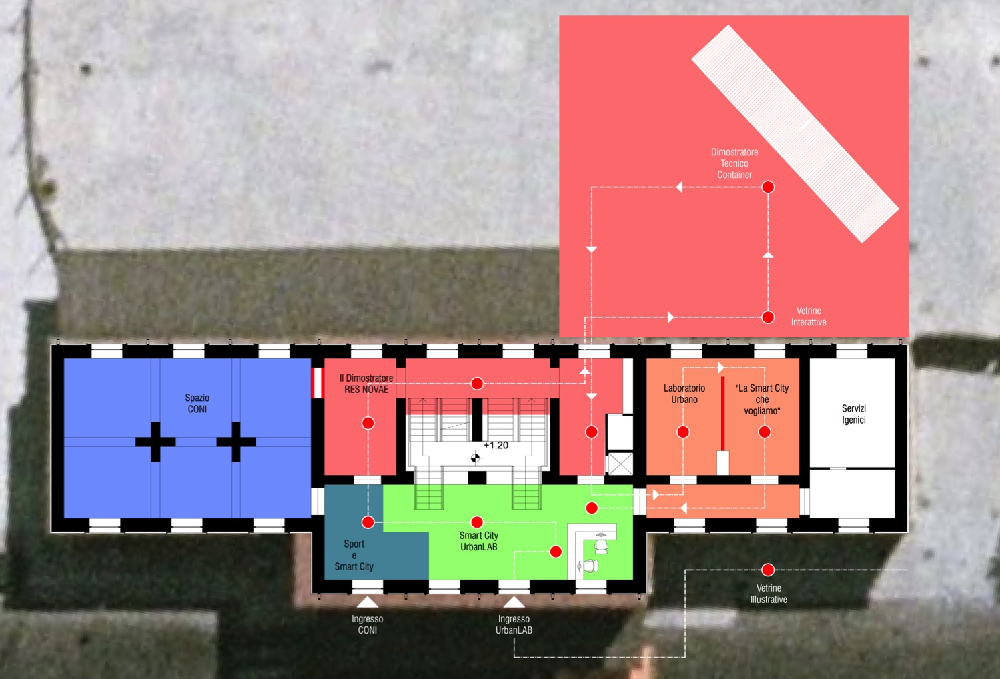 Dimostratore
Tecnico
Container
Vetrine
Interattive
Il Dimostratore
RES NOVAE
Spazio
CONI
Laboratorio
Urbano
"La Smart City
che
vogliamo"
Servizi
Igenici
+1.20
Sport
e
Smart City
Smart City
UrbanLAB
Vetrine
Illustrative
Ingresso
CONI
Ingresso
UrbanLAB